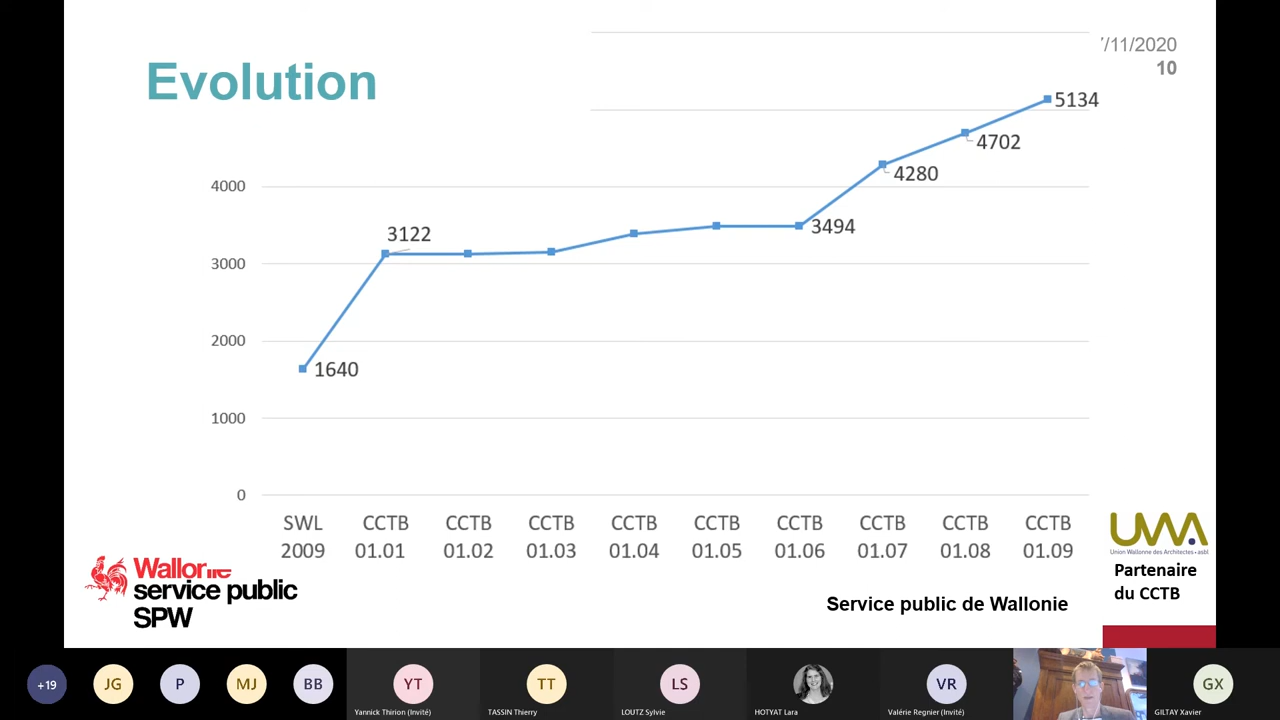 7/11/2020
10
Evolution
5134
4702
4280
4000
3494
3122
3000
2000
1640
1000
0
SWL 2009
CCTB 01.01
CCTB 01.02
CCTB 01.03
CCTB 01.04
CCTB 01.05
CCTB 01.06
CCTB 01.07
CCTB 01.08
CCTB 01.09
UWA
Union Wallonne des Architectes • asbl
Partenaire
du CCTB
Wallonie
service public
SPW
Service public de Wallonie
+19
JG
P
MJ
BB
YT
Yannick Thirion (Invité)
TT
TASSIN Thierry
LS
LOUTZ Sylvie
HOTYAT Lara
VR
Valérie Regnier (Invité)
GX
GILTAY Xavier